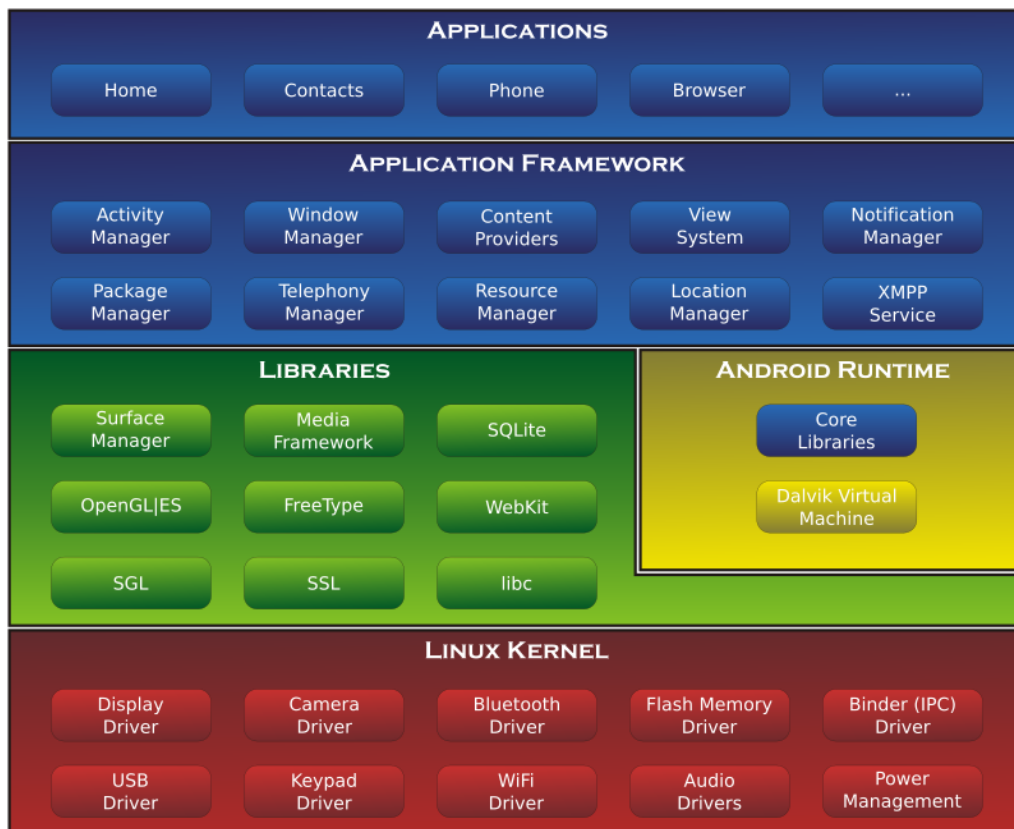 APPLICATIONS
Home
Contacts
Phone
Browser
...
APPLICATION FRAMEWORK
Activity
Manager
Window
Manager
Content
Providers
View
System
Notification
Manager
Package
Manager
Telephony
Manager
Resource
Manager
Location
Manager
XMPP
Service
LIBRARIES
Surface
Manager
Media
Framework
SQLite
OpenGL|ES
FreeType
WebKit
SGL
SSL
libc
ANDROID RUNTIME
Core
Libraries
Dalvik Virtual
Machine
LINUX KERNEL
Display
Driver
Camera
Driver
Bluetooth
Driver
Flash Memory
Driver
Binder (IPC)
Driver
USB
Driver
Keypad
Driver
WiFi
Driver
Audio
Drivers
Power
Management